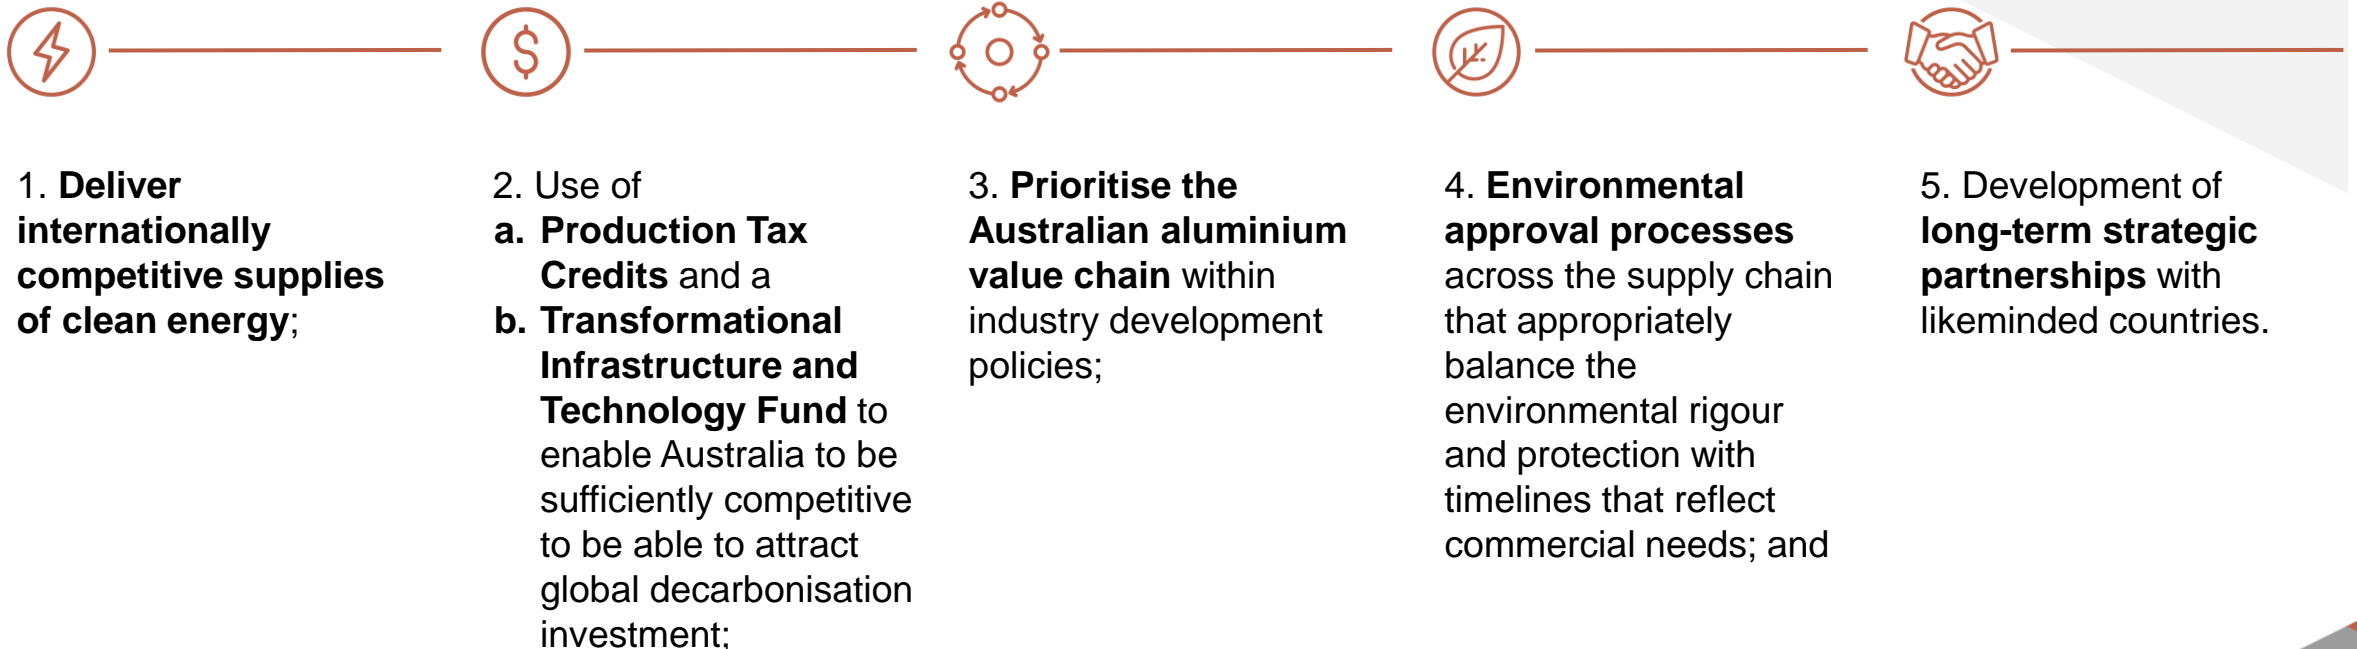 1. Deliver
internationally
competitive supplies
of clean energy;
2. Use of
a. Production Tax
Credits and a
b. Transformational
Infrastructure and
Technology Fund to
enable Australia to be
sufficiently competitive
to be able to attract
global decarbonisation
investment;
3. Prioritise the
Australian aluminium
value chain within
industry development
policies;
4. Environmental
approval processes
across the supply chain
that appropriately
balance the
environmental rigour
and protection with
timelines that reflect
commercial needs; and
5. Development of
long-term strategic
partnerships with
likeminded countries.